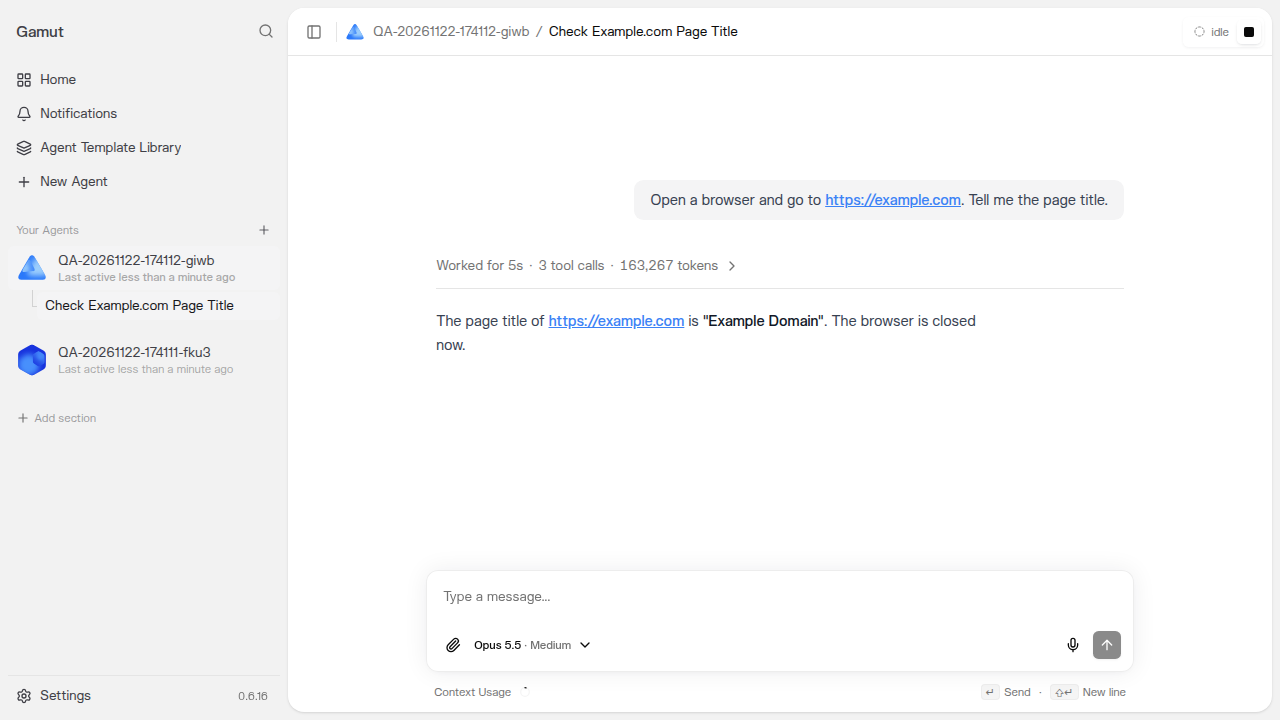 Gamut
Home
Notifications
Agent Template Library
New Agent
Your Agents
QA-20261122-174112-giwb
Last active less than a minute ago
Check Example.com Page Title
QA-20261122-174111-fku3
Last active less than a minute ago
Add section
Settings
0.6.16
QA-20261122-174112-giwb / Check Example.com Page Title
idle
Open a browser and go to https://example.com. Tell me the page title.
Worked for 5s · 3 tool calls · 163,267 tokens
The page title of https://example.com is "Example Domain". The browser is closed
now.
Type a message...
Opus 5.5 · Medium
Context Usage
Send · New line